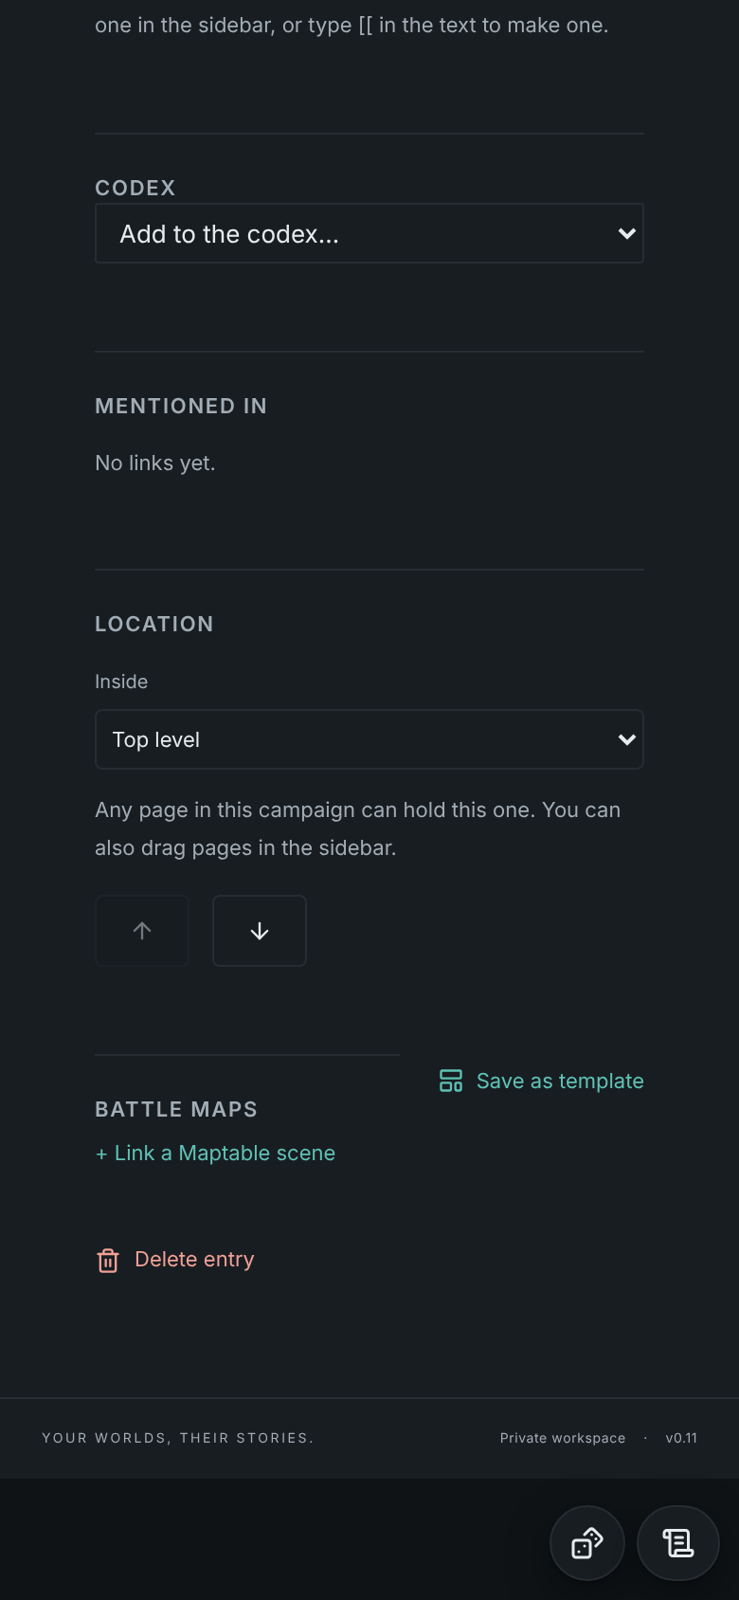 one in the sidebar, or type [[ in the text to make one.
CODEX
Add to the codex...
MENTIONED IN
No links yet.
LOCATION
Inside
Top level
Any page in this campaign can hold this one. You can
also drag pages in the sidebar.
Save as template
BATTLE MAPS
+ Link a Maptable scene
Delete entry
YOUR WORLDS, THEIR STORIES.
Private workspace · v0.11